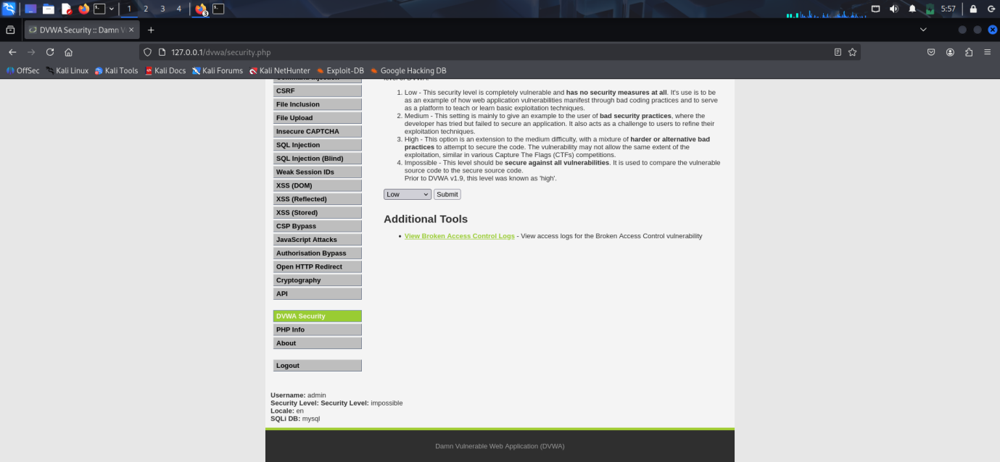 1 2 3 4
3
5:57
DVWA Security :: Damn V
127.0.0.1/dvwa/security.php
OffSec Kali Linux Kali Tools Kali Docs Kali Forums Kali NetHunter Exploit-DB Google Hacking DB
Command Injection
CSRF
File Inclusion
File Upload
Insecure CAPTCHA
SQL Injection
SQL Injection (Blind)
Weak Session IDs
XSS (DOM)
XSS (Reflected)
XSS (Stored)
CSP Bypass
JavaScript Attacks
Authorisation Bypass
Open HTTP Redirect
Cryptography
API
DVWA Security
PHP Info
About
Logout
level of DVWA:
1. Low - This security level is completely vulnerable and has no security measures at all. It's use is to be
as an example of how web application vulnerabilities manifest through bad coding practices and to serve
as a platform to teach or learn basic exploitation techniques.
2. Medium - This setting is mainly to give an example to the user of bad security practices, where the
developer has tried but failed to secure an application. It also acts as a challenge to users to refine their
exploitation techniques.
3. High - This option is an extension to the medium difficulty, with a mixture of harder or alternative bad
practices to attempt to secure the code. The vulnerability may not allow the same extent of the
exploitation, similar in various Capture The Flags (CTFs) competitions.
4. Impossible - This level should be secure against all vulnerabilities. It is used to compare the vulnerable
source code to the secure source code.
Prior to DVWA v1.9, this level was known as 'high'.
Low Submit
Additional Tools
• View Broken Access Control Logs - View access logs for the Broken Access Control vulnerability
Username: admin
Security Level: Security Level: impossible
Locale: en
SQLi DB: mysql
Damn Vulnerable Web Application (DVWA)